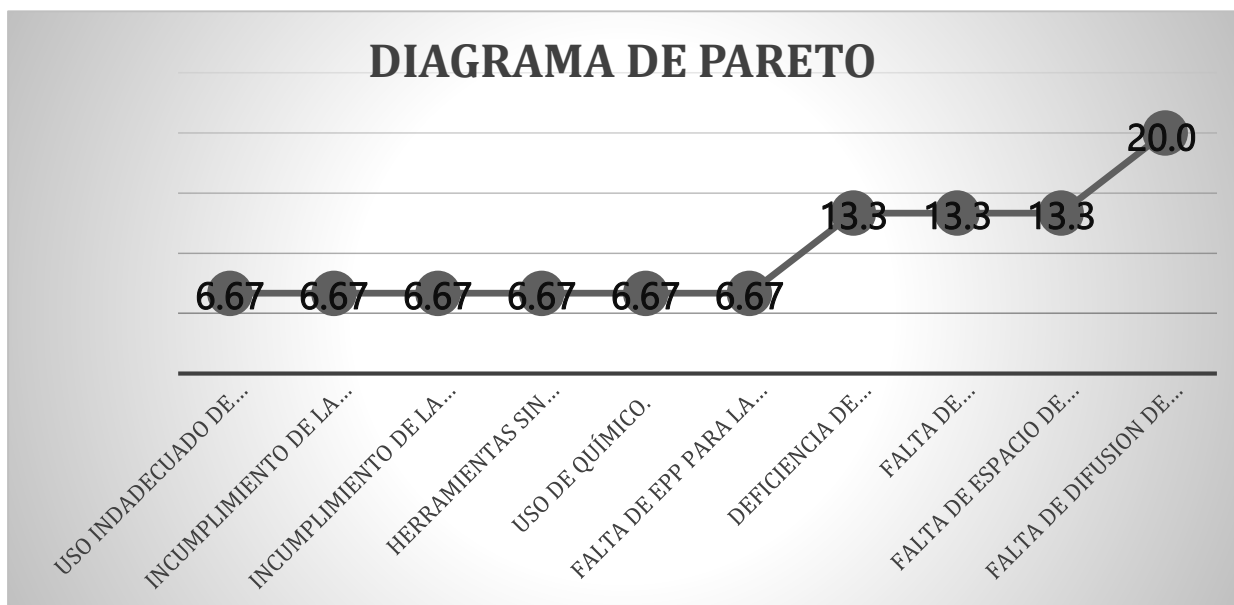 DIAGRAMA DE PARETO
20.0
13.3 13.3 13.3
6.67 6.67 6.67 6.67 6.67 6.67
USO INDADECUADO DE...
INCUMPLIMIENTO DE LA...
INCUMPLIMIENTO DE LA...
HERRAMIENTAS SIN...
USO DE QUÍMICO.
FALTA DE EPP PARA LA...
DEFICIENCIA DE...
FALTA DE...
FALTA DE ESPACIO DE...
FALTA DE DIFUSION DE...